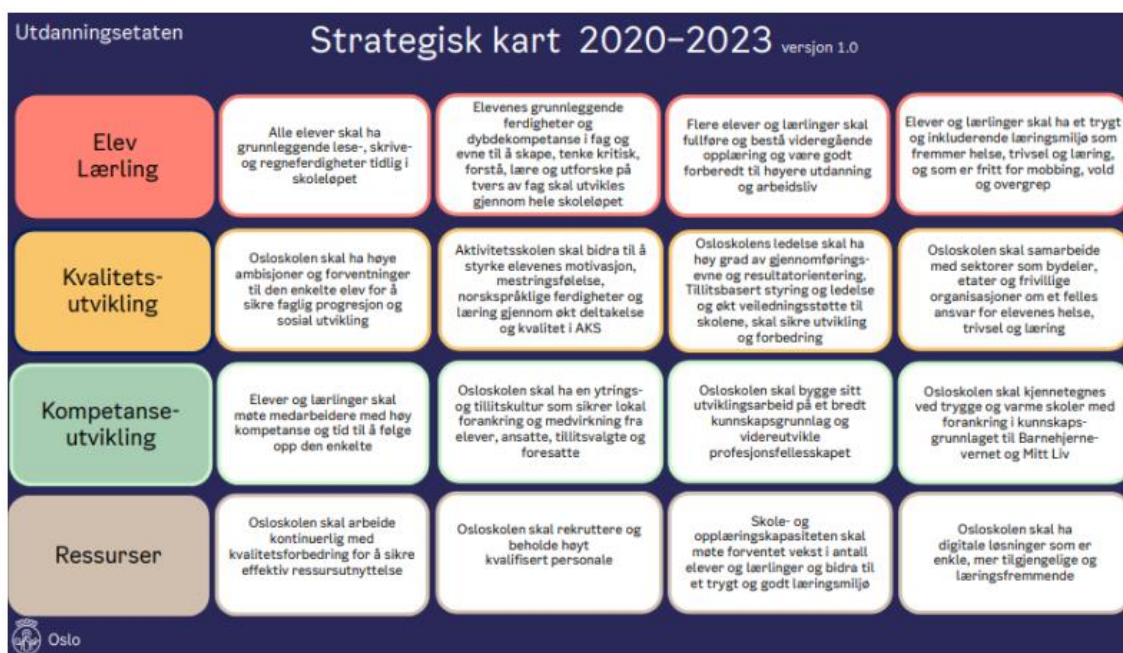 Utdanningsetaten
Strategisk kart 2020–2023 versjon 1.0
Elev
Lærling
Alle elever skal ha
grunnleggende lese-, skrive-
og regneferdigheter tidlig i
skoleløpet
Elevenes grunnleggende
ferdigheter og
dybdekompetanse i fag og
evne til å skape, tenke kritisk,
forstå, lære og utforske på
tvers av fag skal utvikles
gjennom hele skoleløpet
Flere elever og lærlinger skal
fullføre og bestå videregående
opplæring og være godt
forberedt til høyere utdanning
og arbeidsliv
Elever og lærlinger skal ha et trygt
og inkluderende læringsmiljø som
fremmer helse, trivsel og læring,
og som er fritt for mobbing, vold
og overgrep
Kvalitets-
utvikling
Osloskolen skal ha høye
ambisjoner og forventninger
til den enkelte elev for å
sikre faglig progresjon og
sosial utvikling
Aktivitetsskolen skal bidra til å
styrke elevenes motivasjon,
mestringsfølelse,
norskspråklige ferdigheter og
læring gjennom økt deltakelse
og kvalitet i AKS
Osloskolens ledelse skal ha
høy grad av gjennomførings-
evne og resultatorientering.
Tillitsbasert styring og ledelse
og økt veiledningsstøtte til
skolene, skal sikre utvikling
og forbedring
Osloskolen skal samarbeide
med sektorer som bydeler,
etater og frivillige
organisasjoner om et felles
ansvar for elevenes helse,
trivsel og læring
Kompetanse-
utvikling
Elever og lærlinger skal
møte medarbeidere med høy
kompetanse og tid til å følge
opp den enkelte
Osloskolen skal ha en ytrings-
og tillitskultur som sikrer lokal
forankring og medvirkning fra
elever, ansatte, tillitsvalgte og
foresatte
Osloskolen skal bygge sitt
utviklingsarbeid på et bredt
kunnskapsgrunnlag og
videreutvikle
profesjonsfellesskapet
Osloskolen skal kjennetegnes
ved trygge og varme skoler med
forankring i kunnskaps-
grunnlaget til Barnehjerne-
vernet og Mitt Liv
Ressurser
Osloskolen skal arbeide
kontinuerlig med
kvalitetsforbedring for å sikre
effektiv ressursutnyttelse
Osloskolen skal rekruttere og
beholde høyt
kvalifisert personale
Skole- og
opplæringskapasiteten skal
møte forventet vekst i antall
elever og lærlinger og bidra til
et trygt og godt læringsmiljø
Osloskolen skal ha
digitale løsninger som er
enkle, mer tilgjengelige og
læringsfremmende
Oslo